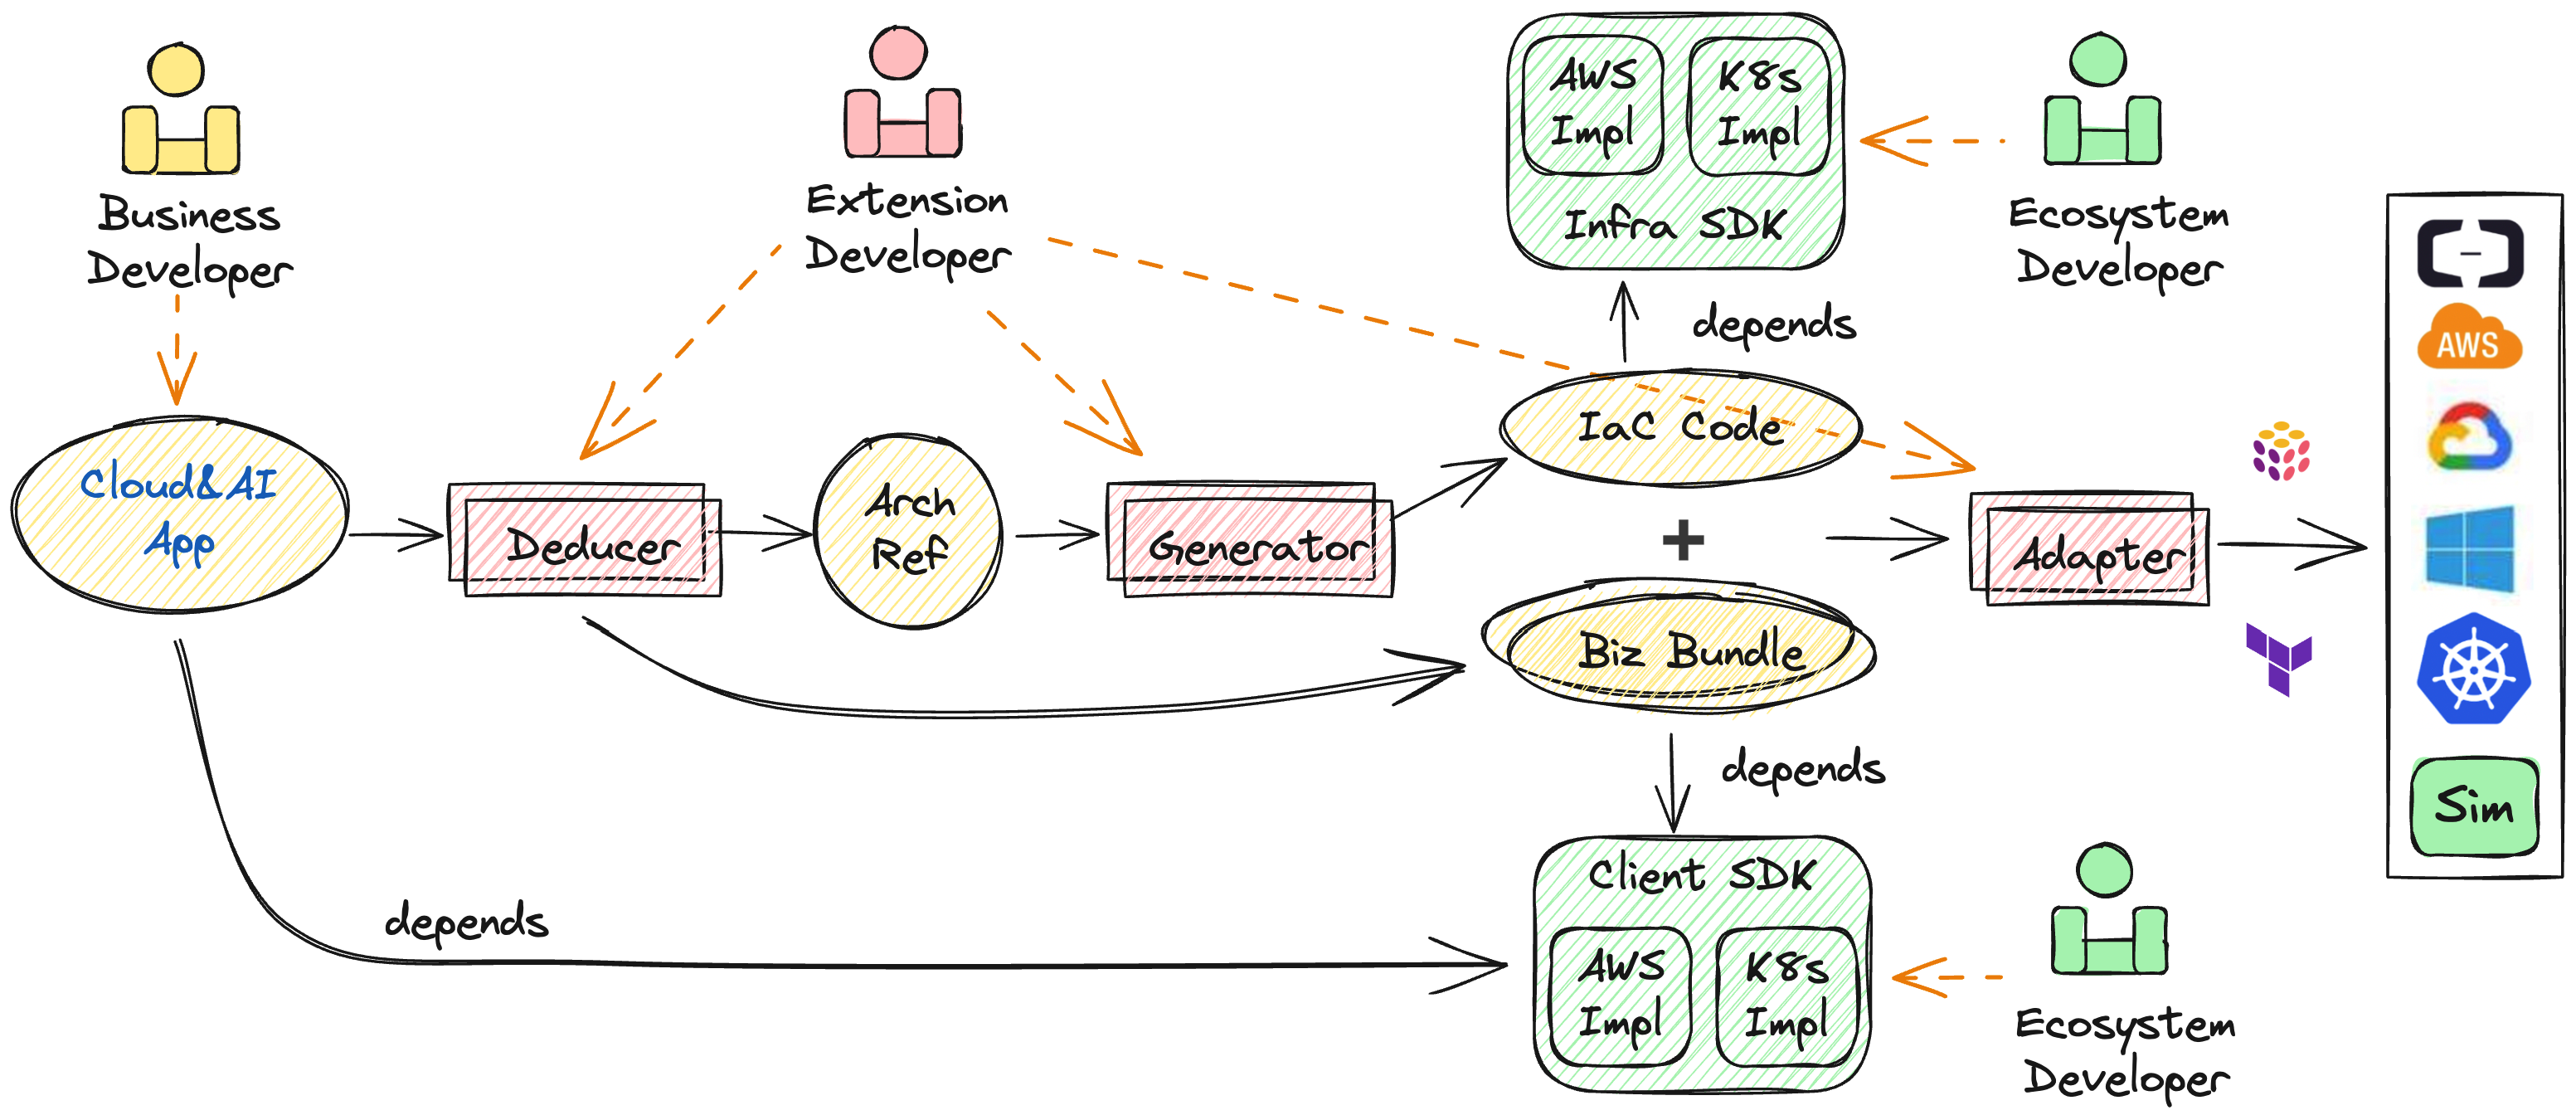 Business
Developer
Extension
Developer
AWS
Impl
K8s
Impl
Infra SDK
Ecosystem
Developer
depends
Cloud&AI
App
Deducer
Arch
Ref
Generator
IaC Code
+
Biz Bundle
Adapter
AWS
Sim
depends
depends
Client SDK
AWS
Impl
K8s
Impl
Ecosystem
Developer